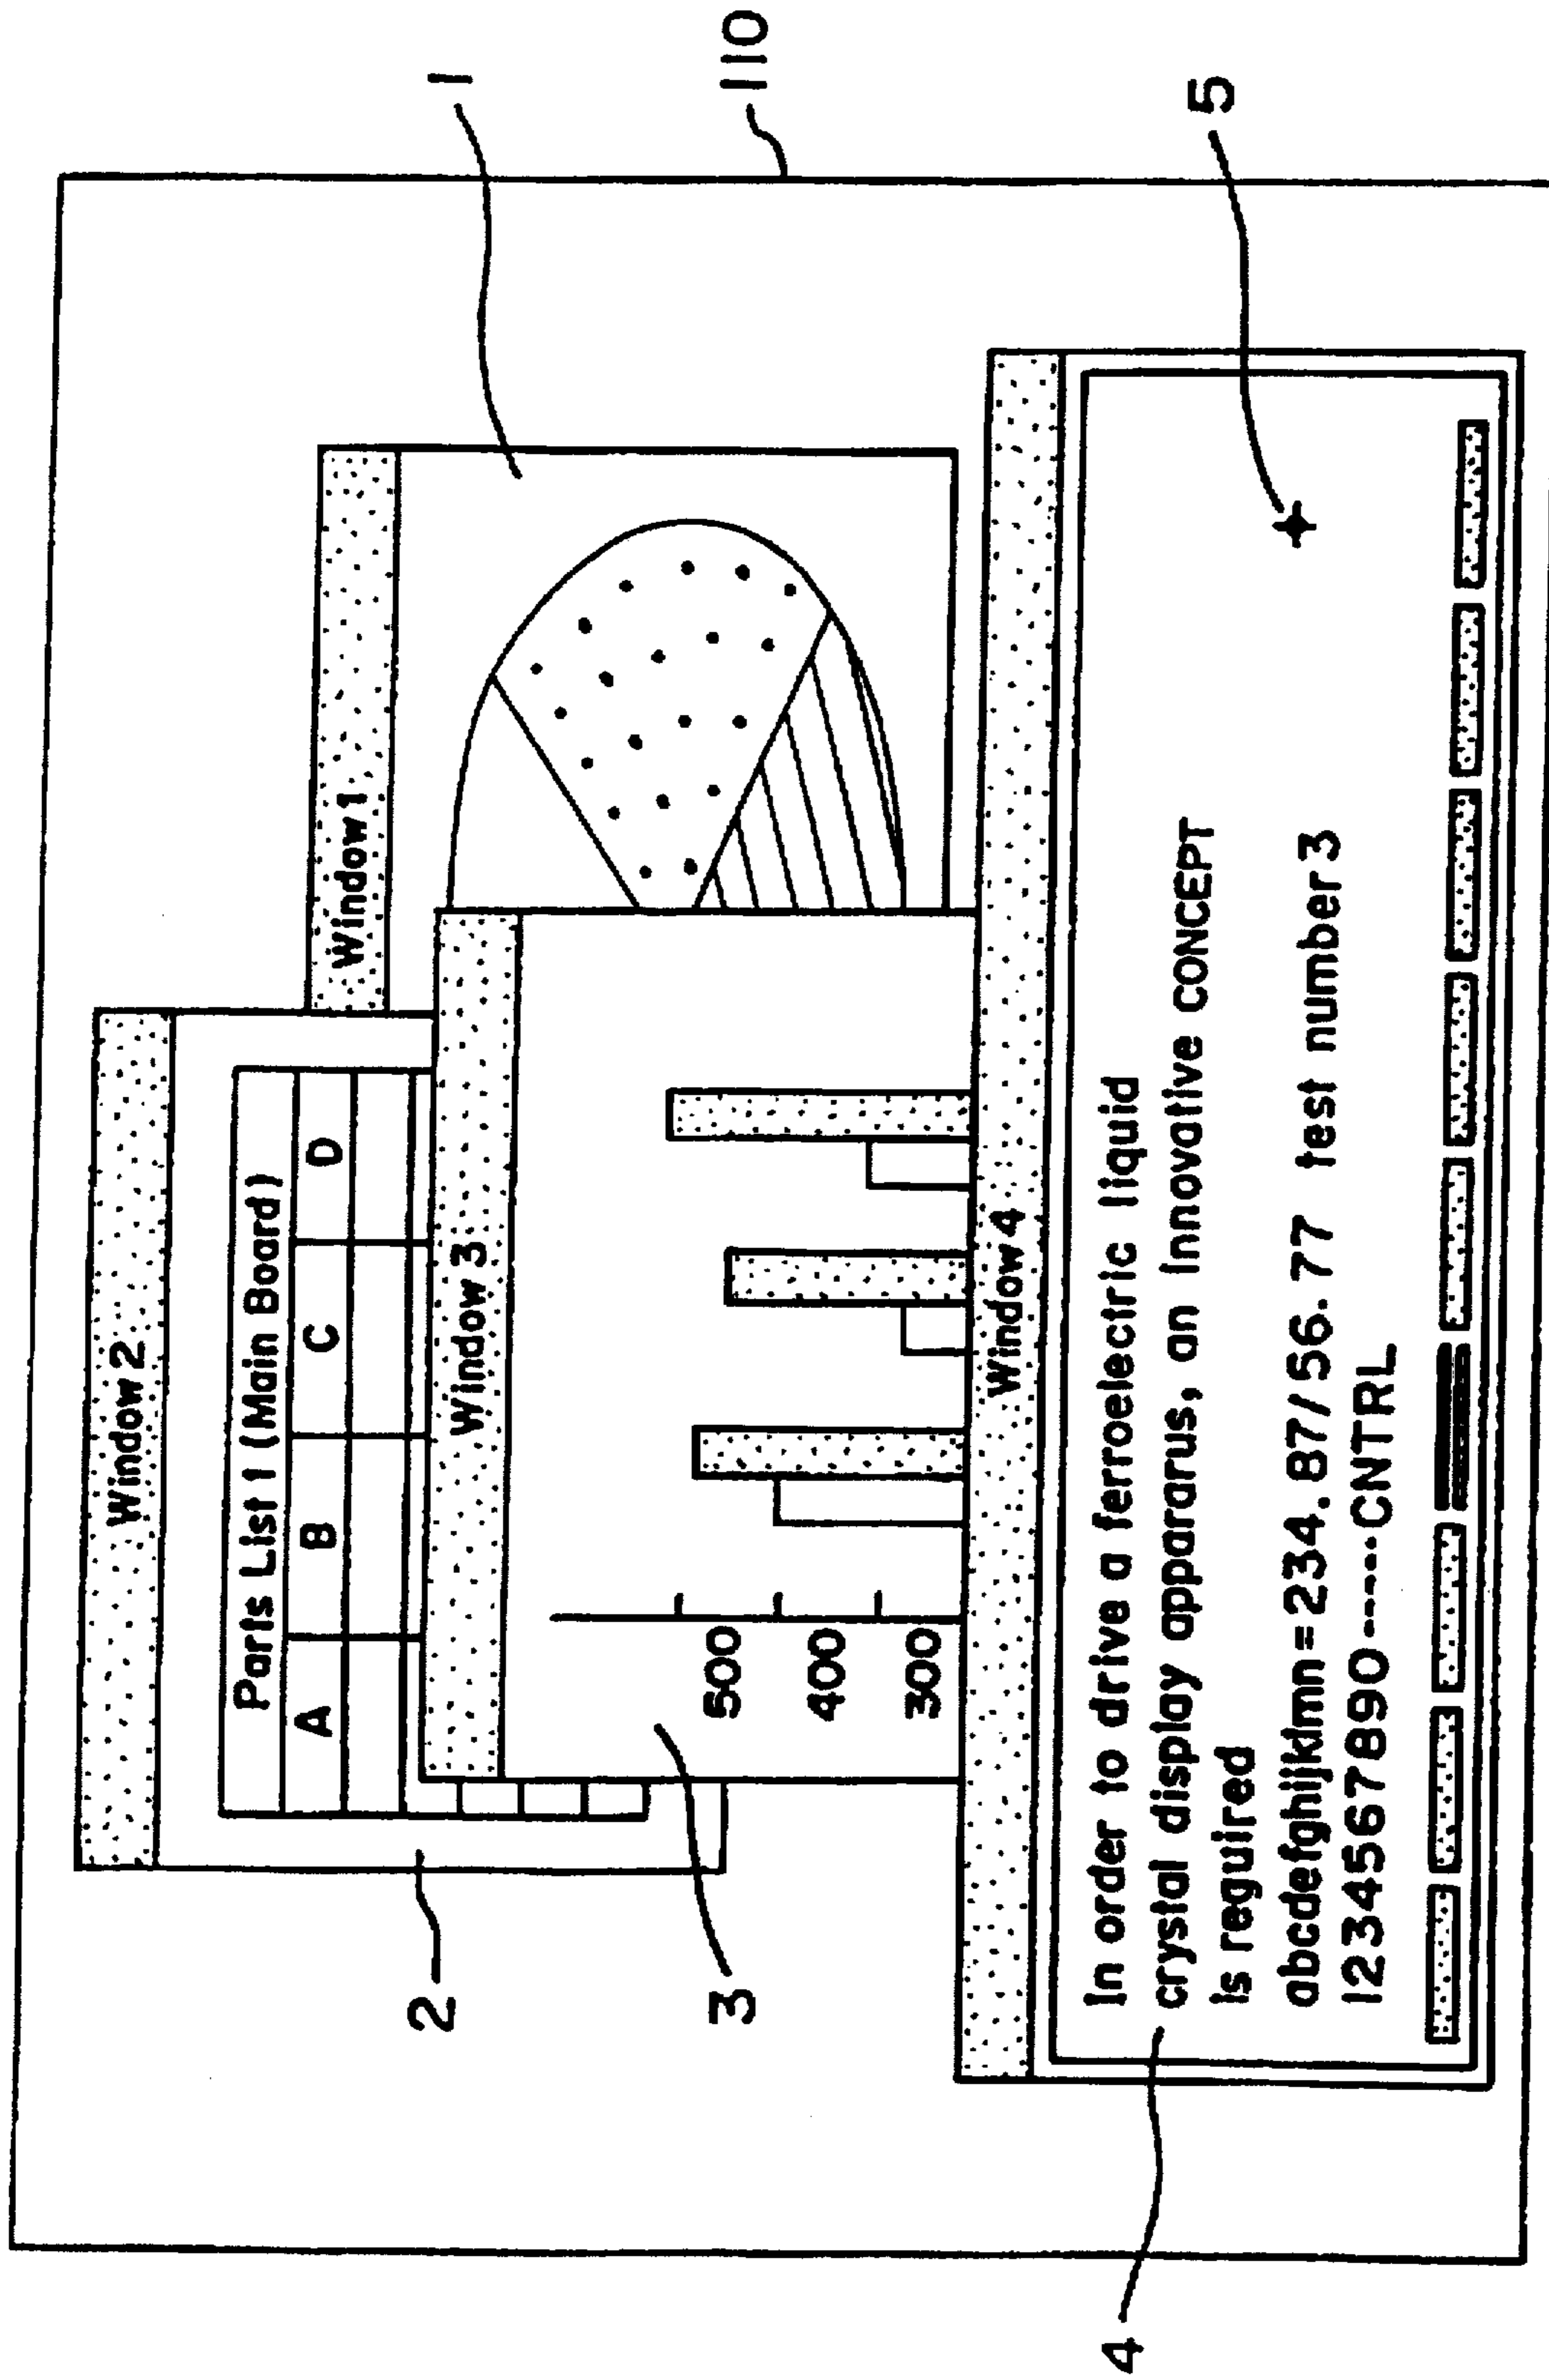 110
1
5
2
3
4
Window 2
Window 1
Parts List 1 (Main Board)
A B C D
Window 3
500
400
300
Window 4
In order to drive a ferroelectric liquid
crystal display appararus, an innovative CONCEPT
is reguired
abcdefghijklmn=234.87/56.77 test number 3
1234567890-----CNTRL